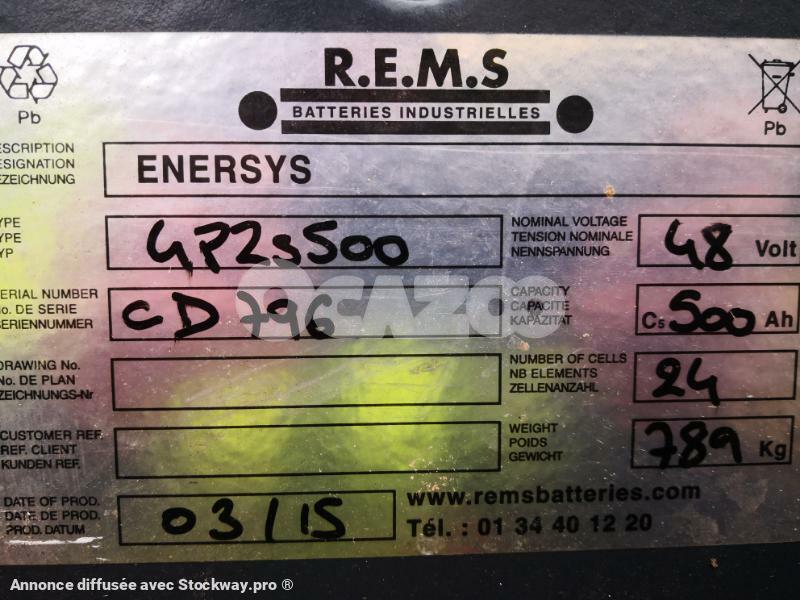 R.E.M.S
BATTERIES INDUSTRIELLES
Pb
Pb
ESCRIPTION
ESIGNATION
EZEICHNUNG
ENERSYS
YPE
YPE
YP
4PZS500
NOMINAL VOLTAGE
TENSION NOMINALE
NENNSPANNUNG
48 Volt
ERIAL NUMBER
No. DE SERIE
SERIENNUMMER
CD 796
OCAZOO
CAPACITY
CAPACITE
KAPAZITAT
C5 500 Ah
DRAWING No.
No. DE PLAN
ZEICHNUNGS-Nr
NUMBER OF CELLS
NB ELEMENTS
ZELLENANZAHL
24
CUSTOMER REF.
REF. CLIENT
KUNDEN REF.
WEIGHT
POIDS
GEWICHT
789 Kg
DATE OF PROD.
DATE DE PROD.
PROD. DATUM
03/15
www.remsbatteries.com
Tél. : 01 34 40 12 20
Annonce diffusée avec Stockway.pro ®